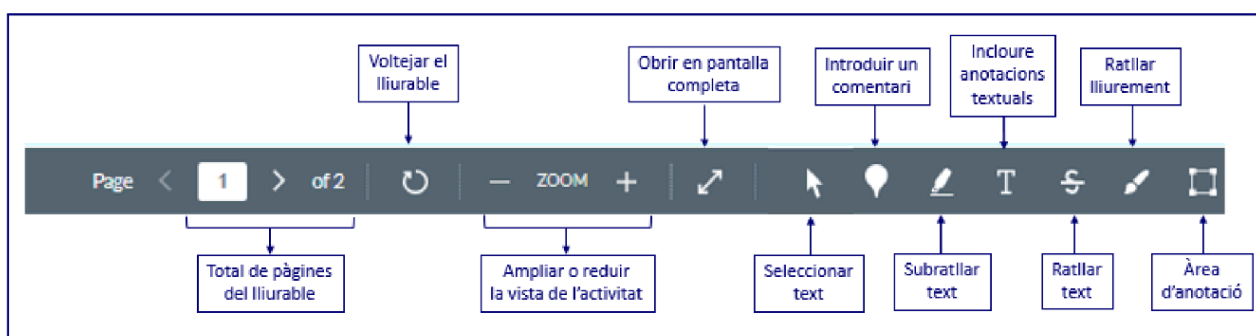 Voltejar el
lliurable
Obrir en pantalla
completa
Introduir un
comentari
Incloure
anotacions
textuals
Ratllar
lliurement
Page 1 of 2 ZOOM T S
Total de pàgines
del lliurable
Ampliar o reduir
la vista de l'activitat
Seleccionar
text
Subratllar
text
Ratllar
text
Àrea
d'anotació